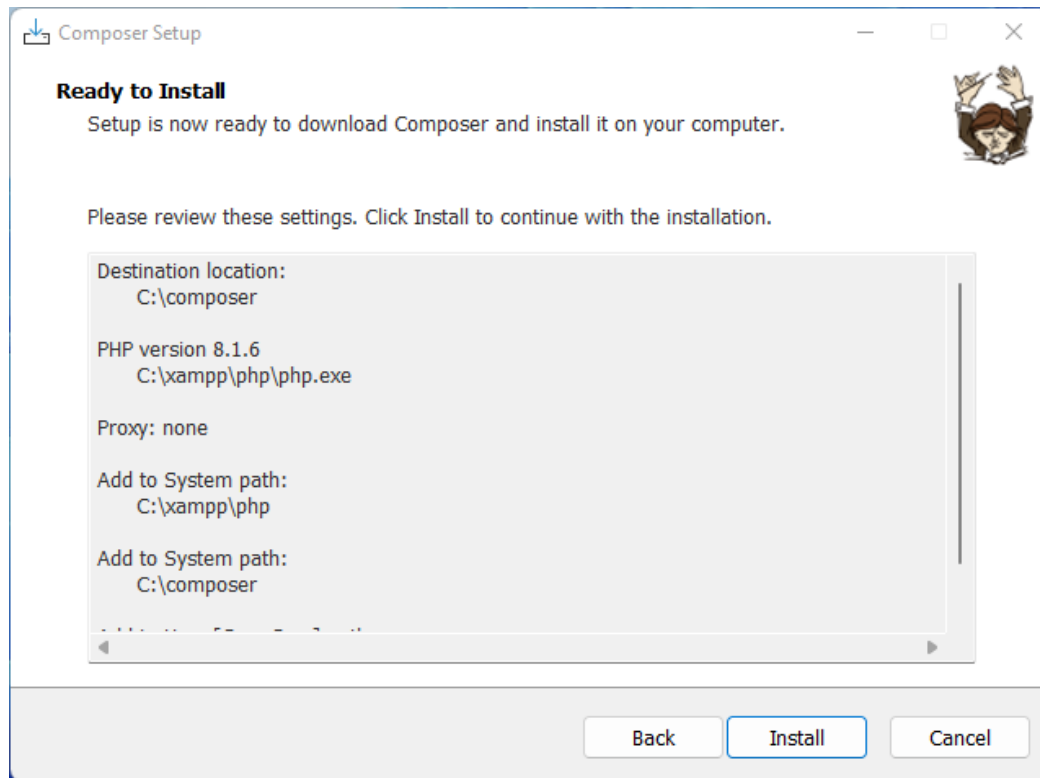 Composer Setup
Ready to Install
Setup is now ready to download Composer and install it on your computer.
Please review these settings. Click Install to continue with the installation.
Destination location:
C:\composer
PHP version 8.1.6
C:\xampp\php\php.exe
Proxy: none
Add to System path:
C:\xampp\php
Add to System path:
C:\composer
Back
Install
Cancel